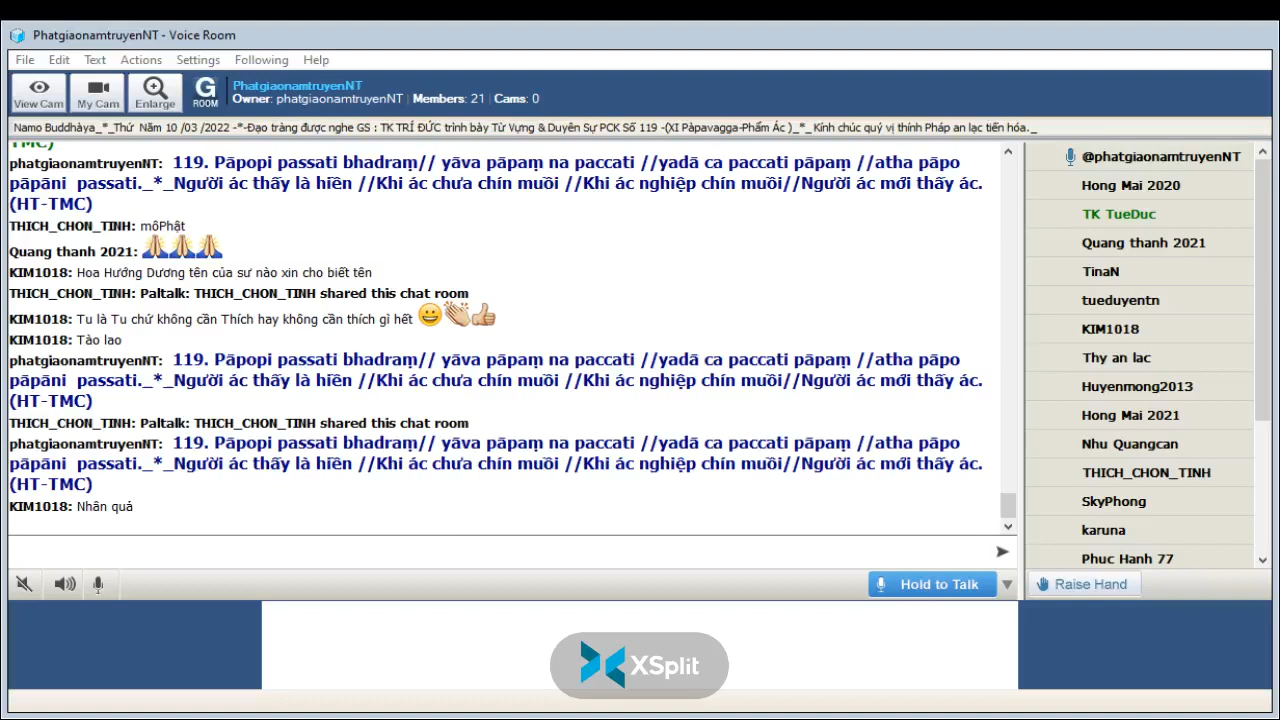 PhatgiaonamtruyenNT - Voice Room
File Edit Text Actions Settings Following Help
View Cam
My Cam
Enlarge
G
ROOM
PhatgiaonamtruyenNT
Owner: phatgiaonamtruyenNT | Members: 21 | Cams: 0
Namo Buddhàya_*_Thứ Năm 10 /03 /2022 -*-Đạo tràng được nghe GS : TK TRÍ ĐỨC trình bày Từ Vựng & Duyên Sự PCK Số 119 -(XI Pàpavagga-Phẩm Ác )_*_ Kính chúc quý vị thính Pháp an lạc tiến hóa._
TMC)
phatgiaonamtruyenNT: 119. Pāpopi passati bhadraṃ// yāva pāpaṃ na paccati //yadā ca paccati pāpaṃ //atha pāpo
pāpāni passati._*_Người ác thấy là hiền //Khi ác chưa chín muồi //Khi ác nghiệp chín muồi//Người ác mới thấy ác.
(HT-TMC)
THICH_CHON_TINH: môPhật
Quang thanh 2021: 🙏🙏🙏
KIM1018: Hoa Hướng Dương tên của sư nào xin cho biết tên
THICH_CHON_TINH: Paltalk: THICH_CHON_TINH shared this chat room
KIM1018: Tu là Tu chứ không cần Thích hay không cần thích gì hết 😀👏👍
KIM1018: Tào lao
phatgiaonamtruyenNT: 119. Pāpopi passati bhadraṃ// yāva pāpaṃ na paccati //yadā ca paccati pāpaṃ //atha pāpo
pāpāni passati._*_Người ác thấy là hiền //Khi ác chưa chín muồi //Khi ác nghiệp chín muồi//Người ác mới thấy ác.
(HT-TMC)
THICH_CHON_TINH: Paltalk: THICH_CHON_TINH shared this chat room
phatgiaonamtruyenNT: 119. Pāpopi passati bhadraṃ// yāva pāpaṃ na paccati //yadā ca paccati pāpaṃ //atha pāpo
pāpāni passati._*_Người ác thấy là hiền //Khi ác chưa chín muồi //Khi ác nghiệp chín muồi//Người ác mới thấy ác.
(HT-TMC)
KIM1018: Nhân quả
@phatgiaonamtruyenNT
Hong Mai 2020
TK TueDuc
Quang thanh 2021
TinaN
tueduyentn
KIM1018
Thy an lac
Huyenmong2013
Hong Mai 2021
Nhu Quangcan
THICH_CHON_TINH
SkyPhong
karuna
Phuc Hanh 77
Hold to Talk
Raise Hand
XSplit